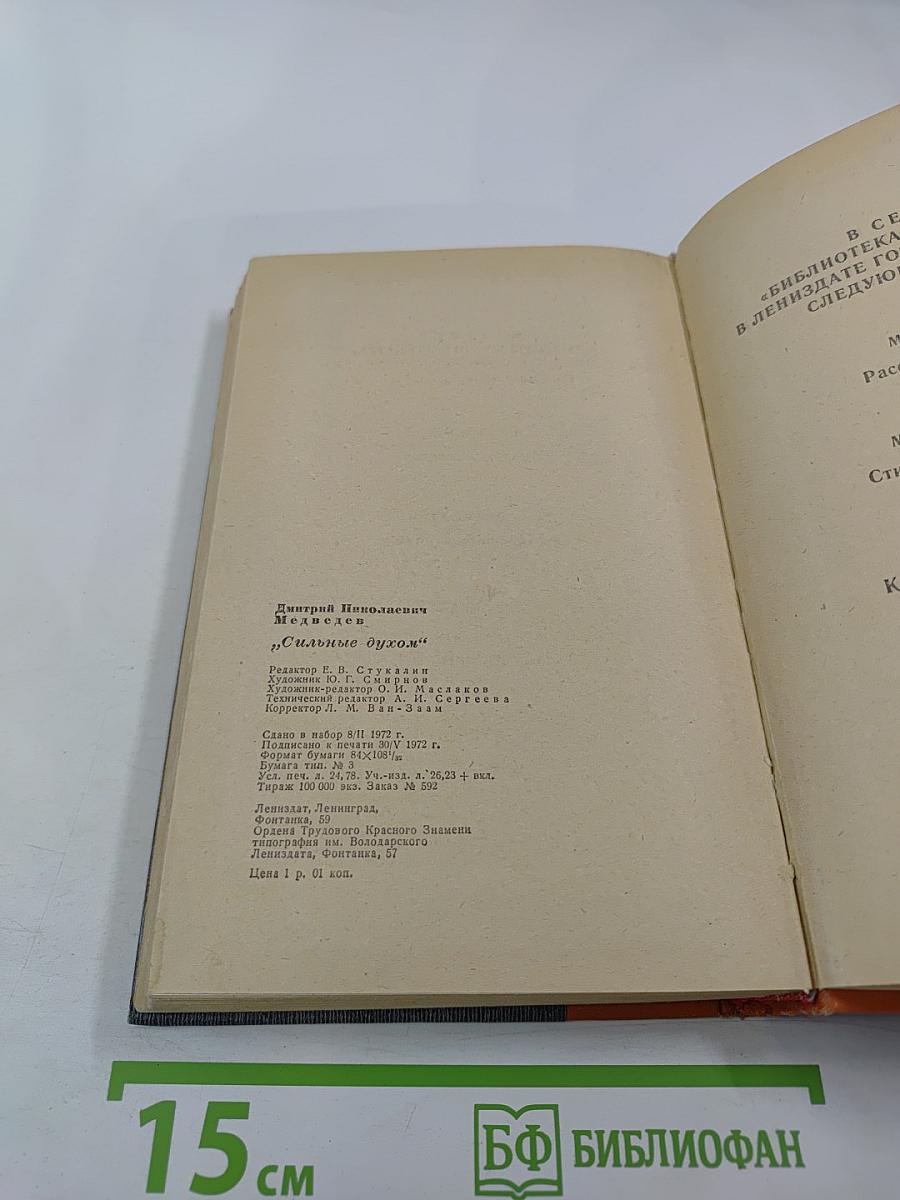 Дмитрий Николаевич
Медведев
„Сильные духом“
Редактор Е. В. Стукалин
Художник Ю. Г. Смирнов
Художник-редактор О. И. Маслаков
Технический редактор А. И. Сергеева
Корректор Л. М. Ван-Заам
Сдано в набор 8/II 1972 г.
Подписано к печати 30/V 1972 г.
Формат бумаги 84×108¹/₃₂
Бумага тип. № 3
Усл. печ. л. 24,78. Уч.-изд. л. 26,23 + вкл.
Тираж 100 000 экз. Заказ № 592
Лениздат, Ленинград,
Фонтанка, 59
Ордена Трудового Красного Знамени
типография им. Володарского
Лениздата, Фонтанка, 57
Цена 1 р. 01 коп.
В СЕ
«БИБЛИОТЕКА
В ЛЕНИЗДАТЕ ГО
СЛЕДУЮ
М
Расс
М
Сти
К
15 см
БФ БИБЛИОФАН